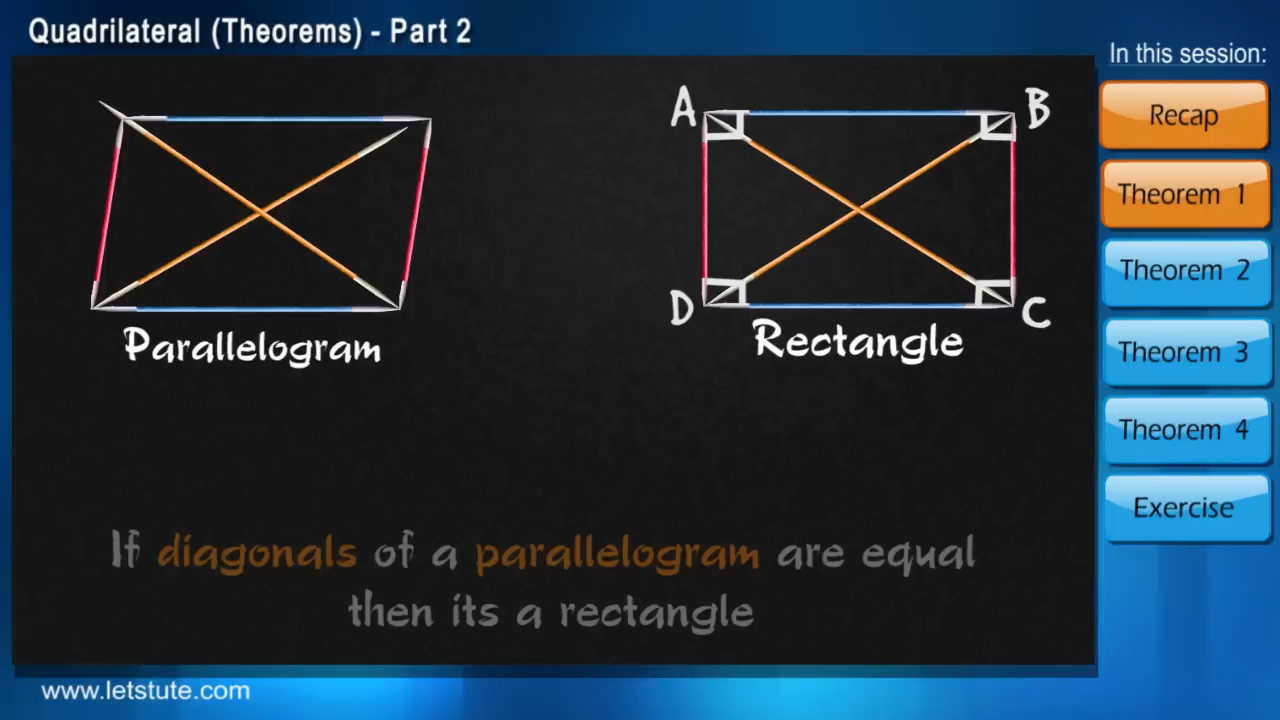 Quadrilateral (Theorems) - Part 2
In this session:
Recap
Theorem 1
Theorem 2
Theorem 3
Theorem 4
Exercise
A
B
D
C
Parallelogram
Rectangle
If diagonals of a parallelogram are equal
then its a rectangle
www.letstute.com